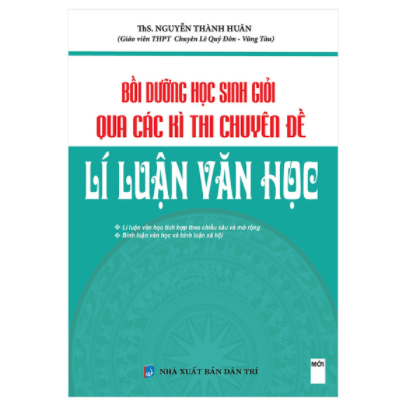 ThS. NGUYỄN THÀNH HUÂN
(Giáo viên THPT Chuyên Lê Quý Đôn - Vũng Tàu)
BỒI DƯỠNG HỌC SINH GIỎI
QUA CÁC KÌ THI CHUYÊN ĐỀ
LÍ LUẬN VĂN HỌC
❖ Lí luận văn học tích hợp theo chiều sâu và mở rộng
❖ Bình luận văn học và bình luận xã hội
MỚI
NHÀ XUẤT BẢN DÂN TRÍ